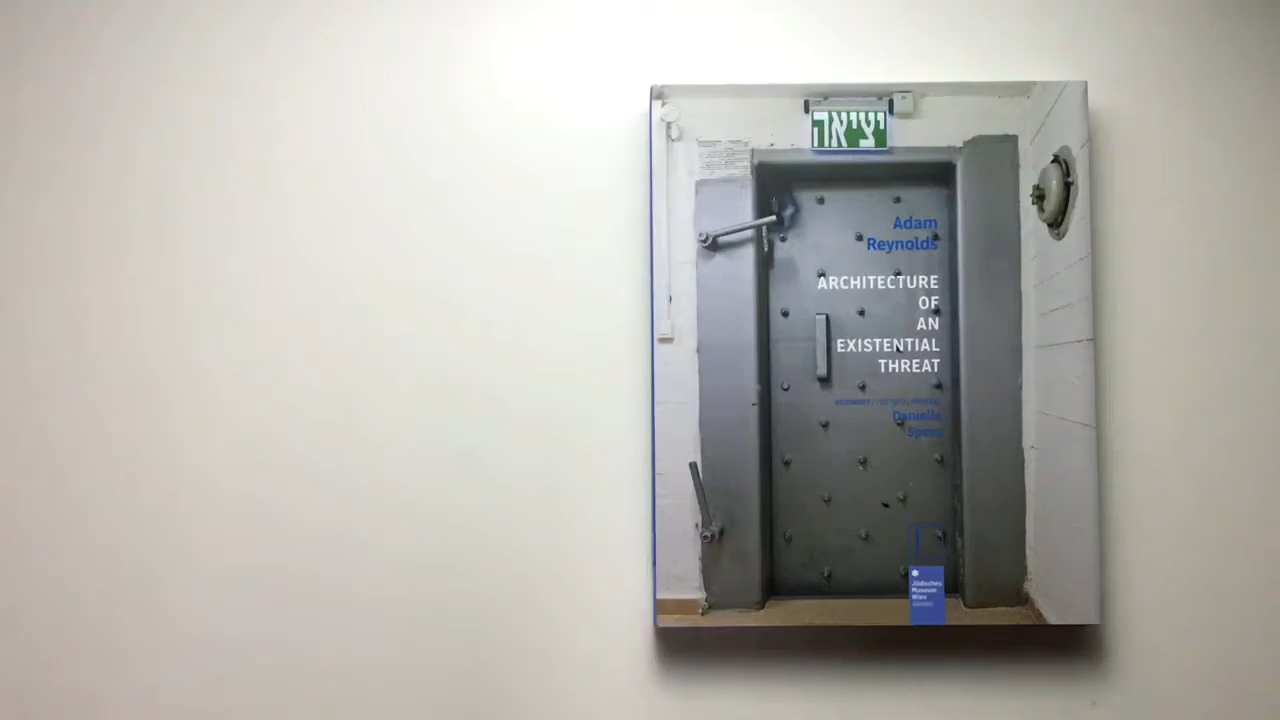 יציאה
Adam
Reynolds
ARCHITECTURE
OF
AN
EXISTENTIAL
THREAT
Danielle
Spera
Jüdisches
Museum
Wien